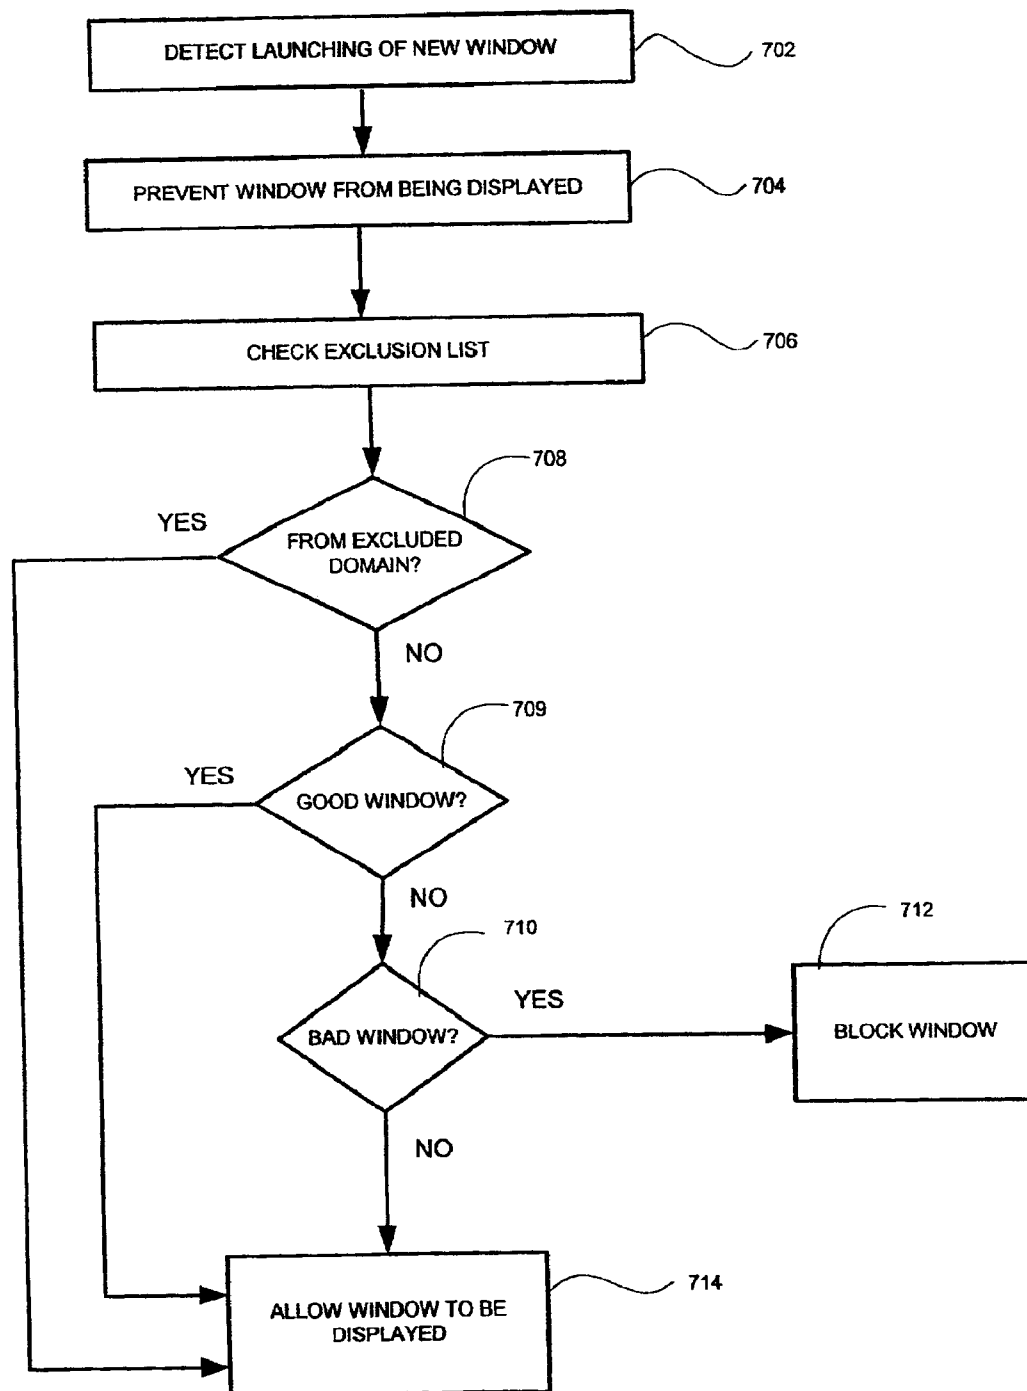 DETECT LAUNCHING OF NEW WINDOW
702
PREVENT WINDOW FROM BEING DISPLAYED
704
CHECK EXCLUSION LIST
706
708
YES
FROM EXCLUDED
DOMAIN?
NO
709
YES
GOOD WINDOW?
NO
710
712
YES
BAD WINDOW?
BLOCK WINDOW
NO
714
ALLOW WINDOW TO BE
DISPLAYED